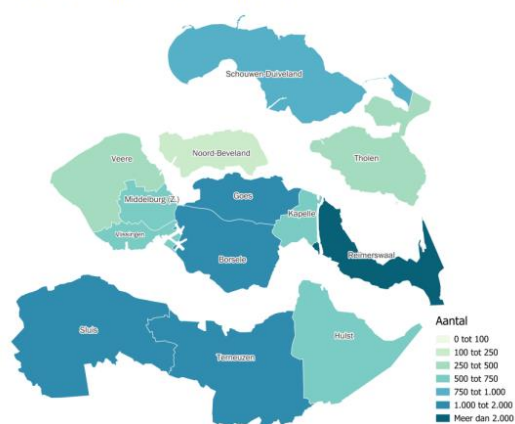 Schouwen-Duiveland
Tholen
Noord-Beveland
Veere
Middelburg (Z.)
Goes
Kapelle
Vlissingen
Borsele
Reimerswaal
Sluis
Terneuzen
Hulst
Aantal
0 tot 100
100 tot 250
250 tot 500
500 tot 750
750 tot 1.000
1.000 tot 2.000
Meer dan 2.000